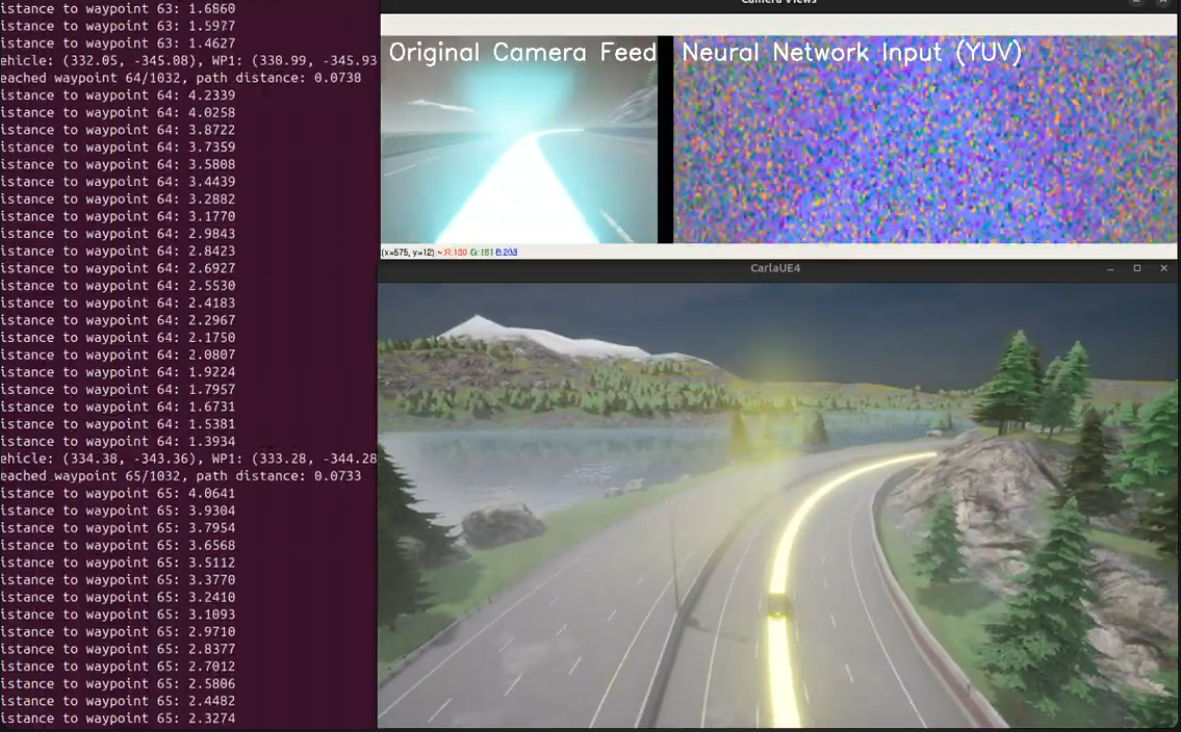 istance to waypoint 63: 1.6860
istance to waypoint 63: 1.5977
istance to waypoint 63: 1.4627
ehicle: (332.05, -345.08), WP1: (330.99, -345.93
eached waypoint 64/1032, path distance: 0.0738
istance to waypoint 64: 4.2339
istance to waypoint 64: 4.0258
istance to waypoint 64: 3.8722
istance to waypoint 64: 3.7359
istance to waypoint 64: 3.5808
istance to waypoint 64: 3.4439
istance to waypoint 64: 3.2882
istance to waypoint 64: 3.1770
istance to waypoint 64: 2.9843
istance to waypoint 64: 2.8423
istance to waypoint 64: 2.6927
istance to waypoint 64: 2.5530
istance to waypoint 64: 2.4183
istance to waypoint 64: 2.2967
istance to waypoint 64: 2.1750
istance to waypoint 64: 2.0807
istance to waypoint 64: 1.9224
istance to waypoint 64: 1.7957
istance to waypoint 64: 1.6731
istance to waypoint 64: 1.5381
istance to waypoint 64: 1.3934
ehicle: (334.38, -343.36), WP1: (333.28, -344.28
eached waypoint 65/1032, path distance: 0.0733
istance to waypoint 65: 4.0641
istance to waypoint 65: 3.9304
istance to waypoint 65: 3.7954
istance to waypoint 65: 3.6568
istance to waypoint 65: 3.5112
istance to waypoint 65: 3.3770
istance to waypoint 65: 3.2410
istance to waypoint 65: 3.1093
istance to waypoint 65: 2.9710
istance to waypoint 65: 2.8377
istance to waypoint 65: 2.7012
istance to waypoint 65: 2.5806
istance to waypoint 65: 2.4482
istance to waypoint 65: 2.3274
Camera Views
Original Camera Feed
Neural Network Input (YUV)
(x=575, y=12) ~
CarlaUE4